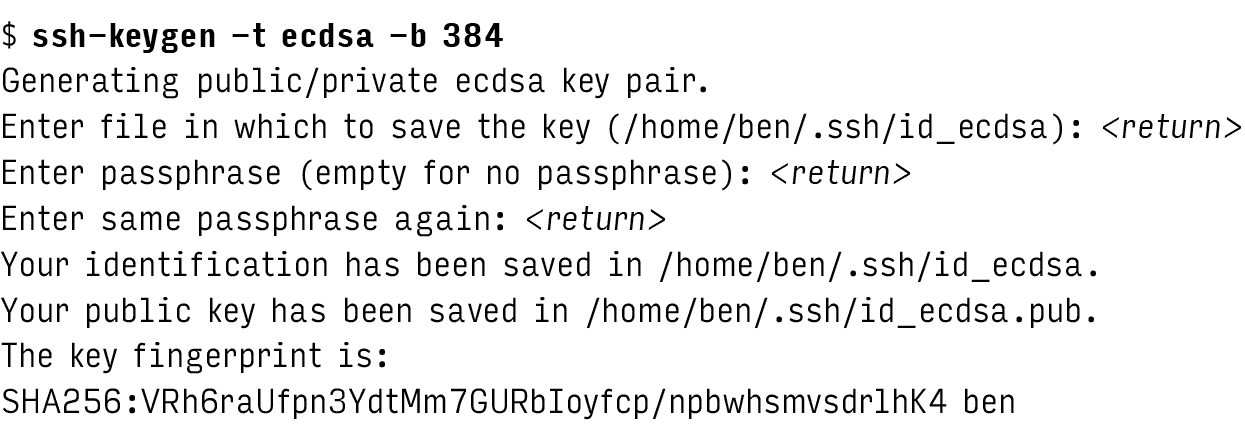 $ ssh-keygen -t ecdsa -b 384
Generating public/private ecdsa key pair.
Enter file in which to save the key (/home/ben/.ssh/id_ecdsa): <return>
Enter passphrase (empty for no passphrase): <return>
Enter same passphrase again: <return>
Your identification has been saved in /home/ben/.ssh/id_ecdsa.
Your public key has been saved in /home/ben/.ssh/id_ecdsa.pub.
The key fingerprint is:
SHA256:VRh6raUfpn3YdtMm7GURbIoyfcp/npbwhsmvsdrlhK4 ben